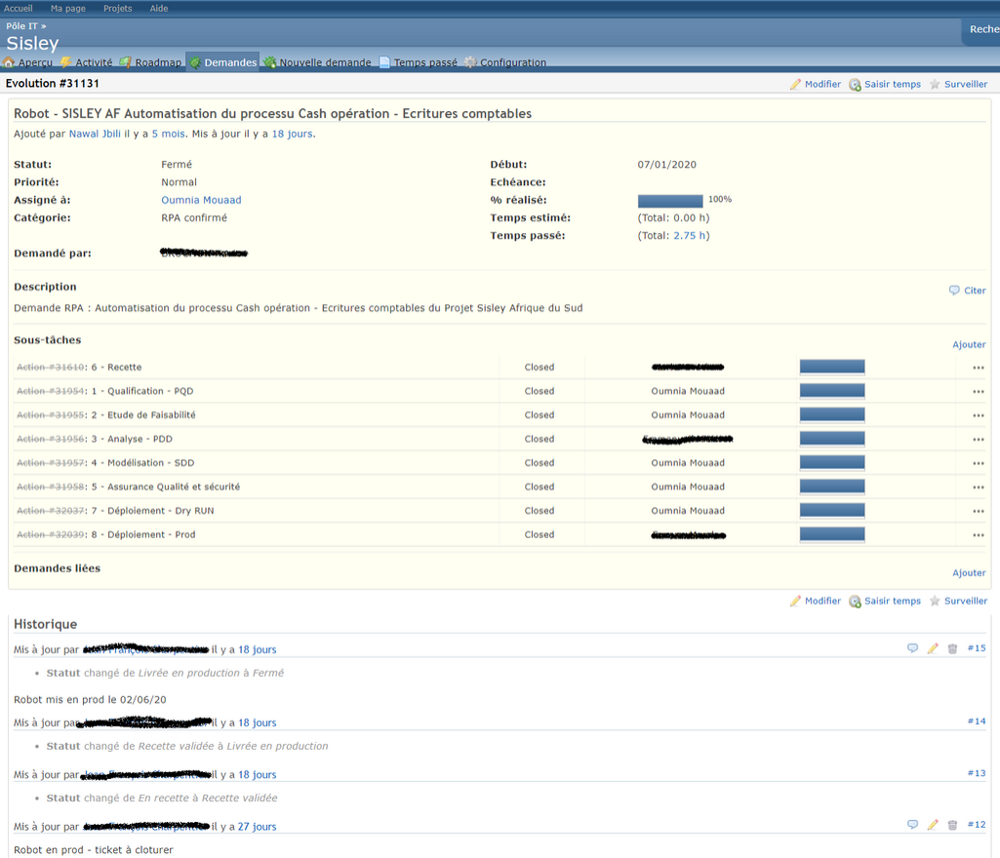 Accueil Ma page Projets Aide
Pôle IT »
Sisley
Reche
Aperçu Activité Roadmap Demandes Nouvelle demande Temps passé Configuration
Evolution #31131
Modifier Saisir temps Surveiller
Robot - SISLEY AF Automatisation du processu Cash opération - Ecritures comptables
Ajouté par Nawal Jbili il y a 5 mois. Mis à jour il y a 18 jours.
Statut: Fermé Début: 07/01/2020
Priorité: Normal Echéance:
Assigné à: Oumnia Mouaad % réalisé: 100%
Catégorie: RPA confirmé Temps estimé: (Total: 0.00 h)
Temps passé: (Total: 2.75 h)
Demandé par:
Description
Citer
Demande RPA : Automatisation du processu Cash opération - Ecritures comptables du Projet Sisley Afrique du Sud
Sous-tâches
Ajouter
Action #31610: 6 - Recette Closed
Action #31954: 1 - Qualification - PQD Closed Oumnia Mouaad
Action #31955: 2 - Etude de Faisabilité Closed Oumnia Mouaad
Action #31956: 3 - Analyse - PDD Closed
Action #31957: 4 - Modélisation - SDD Closed Oumnia Mouaad
Action #31958: 5 - Assurance Qualité et sécurité Closed Oumnia Mouaad
Action #32037: 7 - Déploiement - Dry RUN Closed Oumnia Mouaad
Action #32039: 8 - Déploiement - Prod Closed
Demandes liées
Ajouter
Modifier Saisir temps Surveiller
Historique
Mis à jour par il y a 18 jours #15
• Statut changé de Livrée en production à Fermé
Robot mis en prod le 02/06/20
Mis à jour par il y a 18 jours #14
• Statut changé de Recette validée à Livrée en production
Mis à jour par il y a 18 jours #13
• Statut changé de En recette à Recette validée
Mis à jour par il y a 27 jours #12
Robot en prod - ticket à cloturer